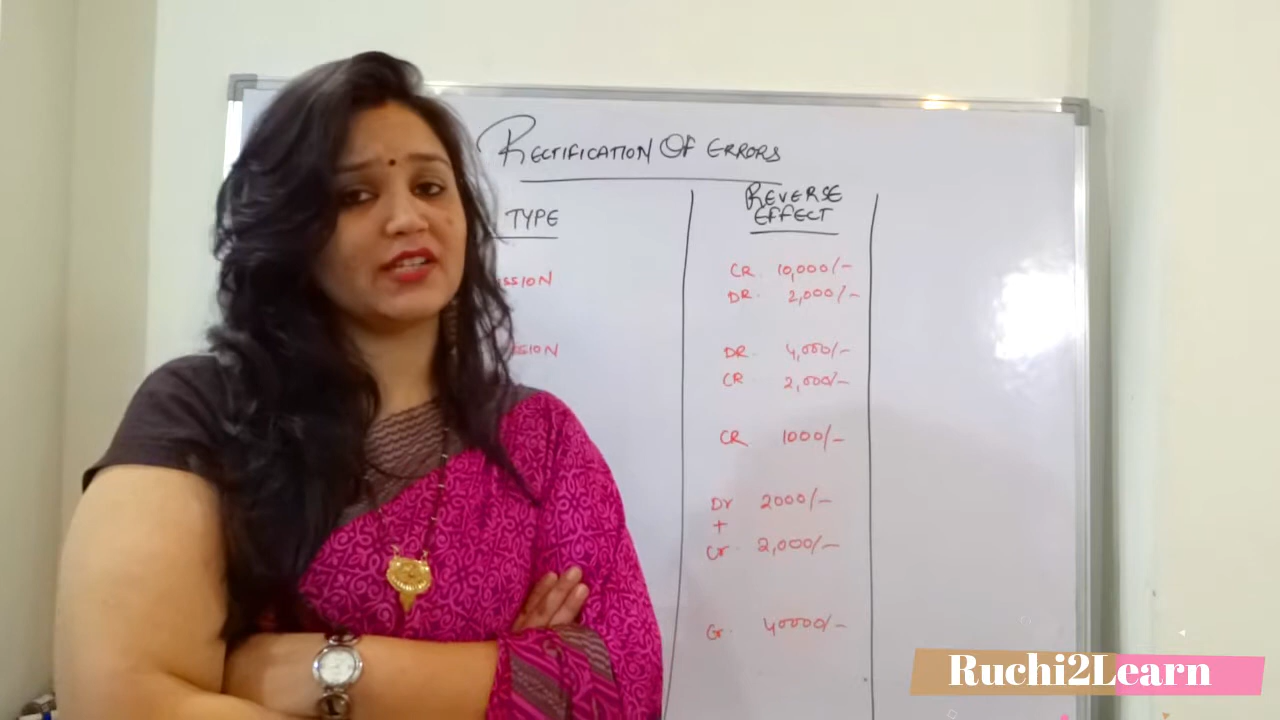 RECTIFICATION OF ERRORS
TYPE
REVERSE
EFFECT
SSION
CR. 10,000/-
DR. 2,000/-
SSION
DR. 4,000/-
CR 2,000/-
CR 1000/-
Dr 2000/-
+
Cr. 2,000/-
Cr. 40000/-
Ruchi2Learn